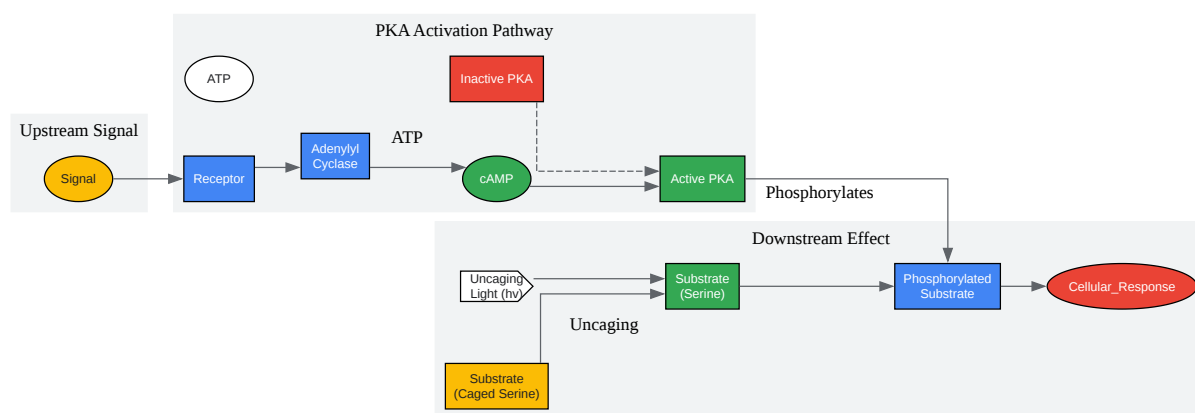 PKA Activation Pathway
ATP
Inactive PKA
Upstream Signal
Adenylyl
Cyclase
ATP
Signal
Receptor
cAMP
Active PKA
Phosphorylates
Downstream Effect
Uncaging
Light (hv)
Substrate
(Serine)
Phosphorylated
Substrate
Cellular_Response
Uncaging
Substrate
(Caged Serine)